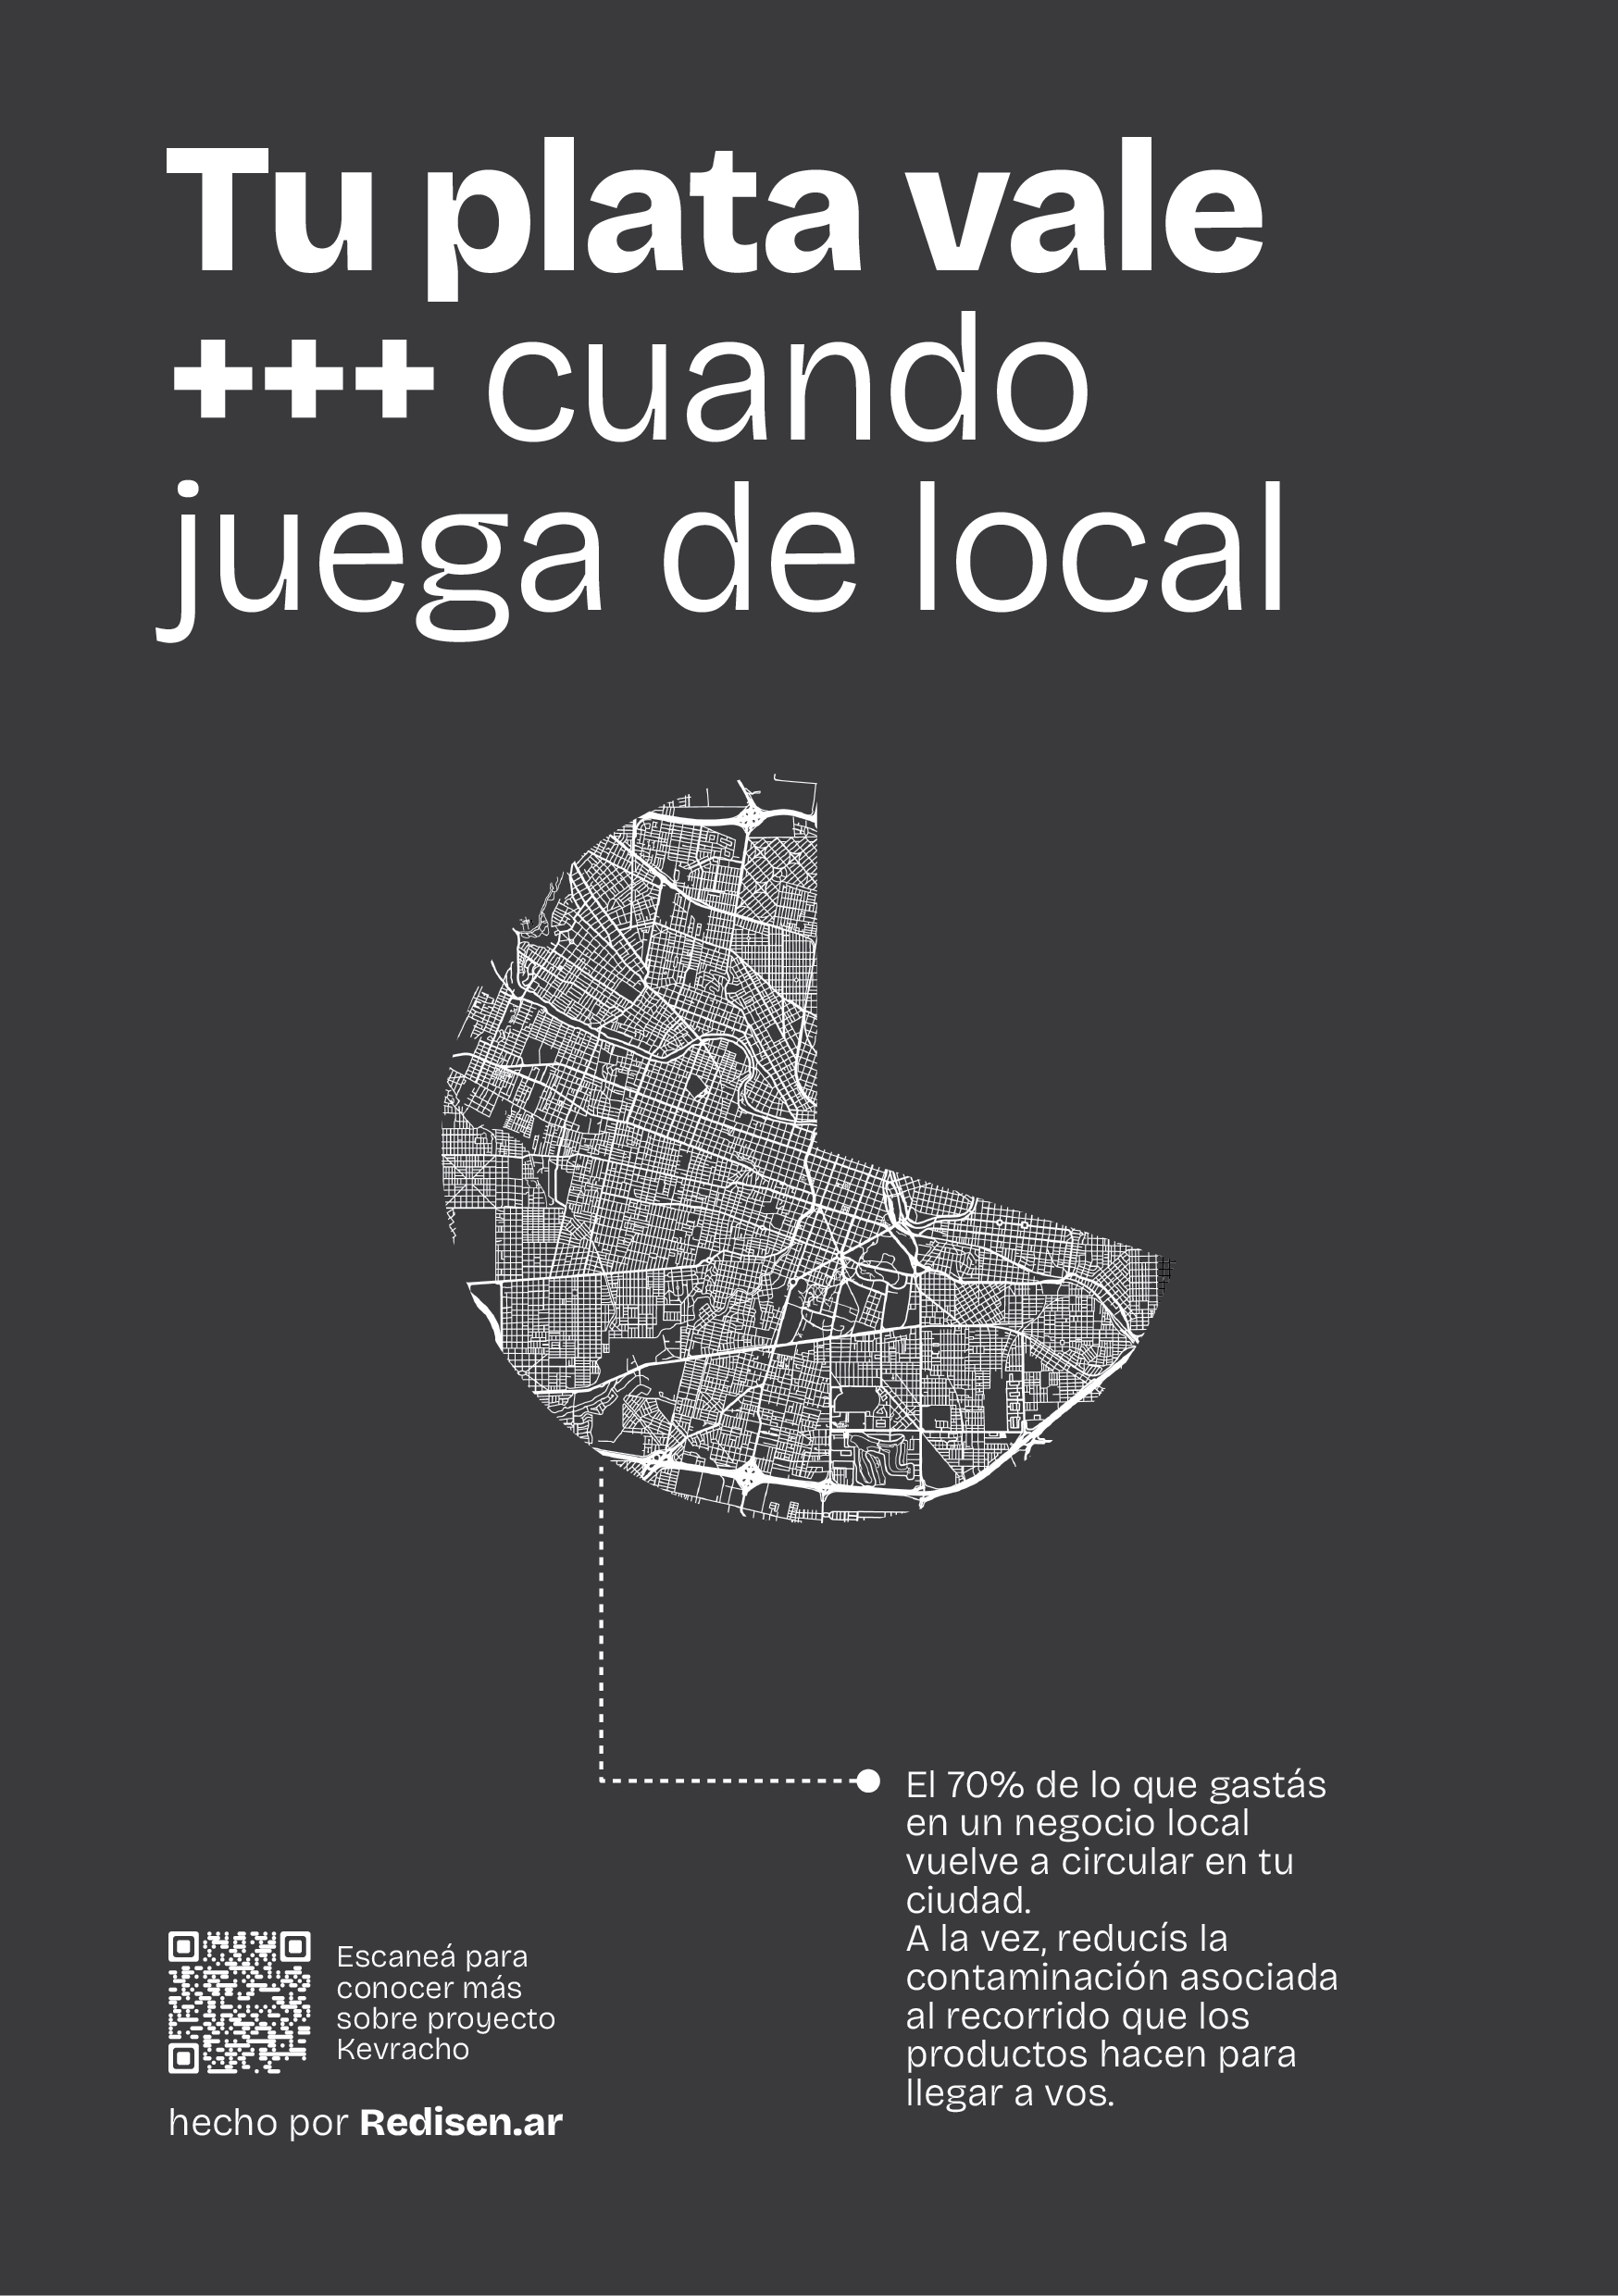 Tu plata vale
+++ cuando
juega de local
El 70% de lo que gastás
en un negocio local
vuelve a circular en tu
ciudad.
A la vez, reducís la
contaminación asociada
al recorrido que los
productos hacen para
llegar a vos.
Escaneá para
conocer más
sobre proyecto
Kevracho
hecho por Redisen.ar